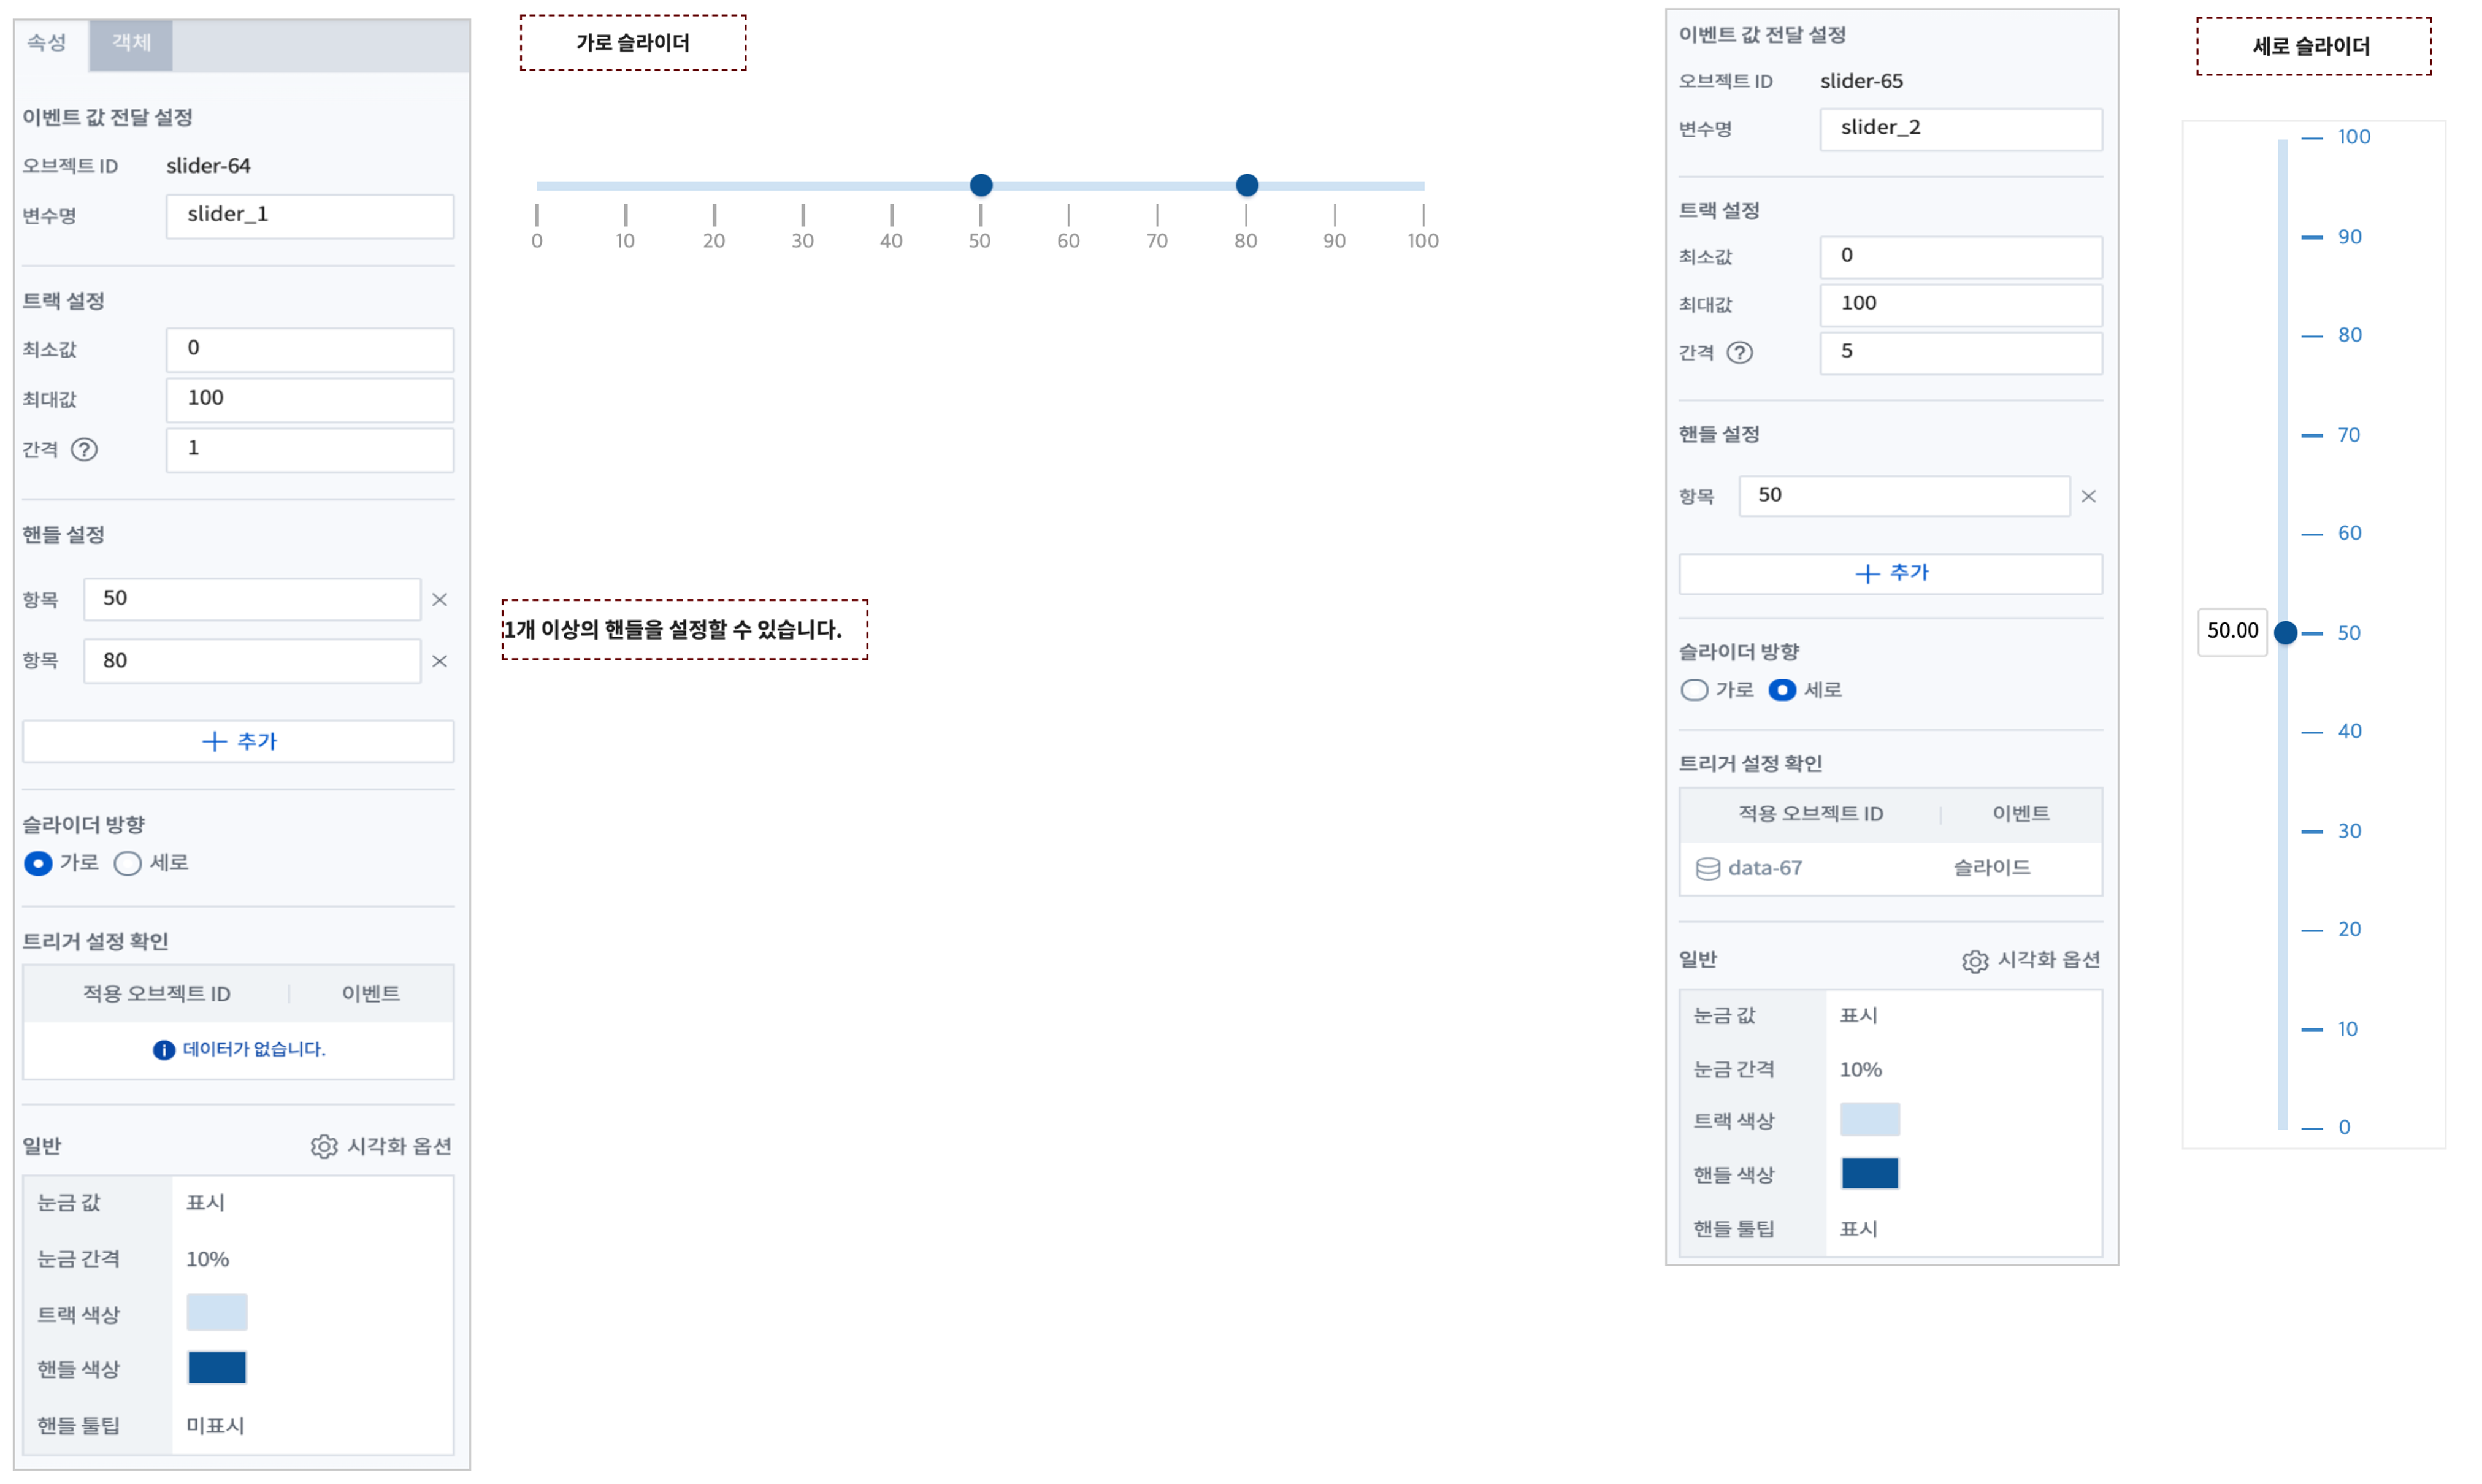 속성 객체
이벤트 값 전달 설정
오브젝트 ID slider-64
변수명 slider_1
트랙 설정
최소값 0
최대값 100
간격 ? 1
핸들 설정
항목 50
항목 80
추가
슬라이더 방향
가로 세로
트리거 설정 확인
적용 오브젝트 ID 이벤트
데이터가 없습니다.
일반 시각화 옵션
눈금 값 표시
눈금 간격 10%
트랙 색상
핸들 색상
핸들 툴팁 미표시
가로 슬라이더
0 10 20 30 40 50 60 70 80 90 100
1개 이상의 핸들을 설정할 수 있습니다.
이벤트 값 전달 설정
오브젝트 ID slider-65
변수명 slider_2
트랙 설정
최소값 0
최대값 100
간격 ? 5
핸들 설정
항목 50
추가
슬라이더 방향
가로 세로
트리거 설정 확인
적용 오브젝트 ID 이벤트
data-67 슬라이드
일반 시각화 옵션
눈금 값 표시
눈금 간격 10%
트랙 색상
핸들 색상
핸들 툴팁 표시
세로 슬라이더
100
90
80
70
60
50.00 50
40
30
20
10
0